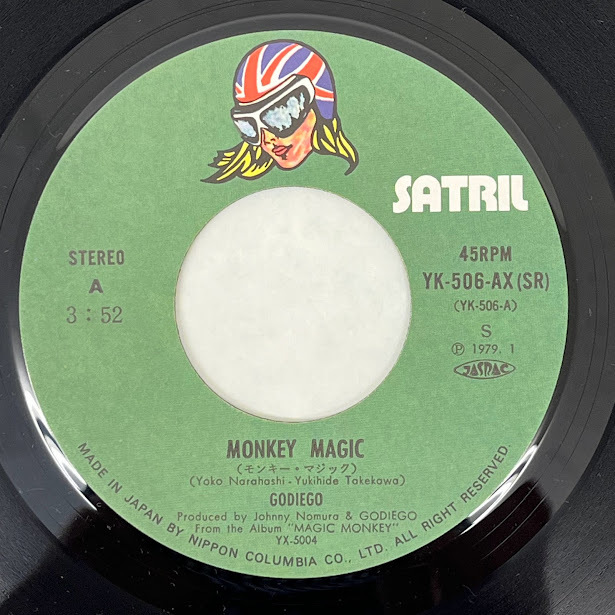 SATRIL
STEREO
A
3:52
45RPM
YK-506-AX(SR)
(YK-506-A)
S
Ⓟ 1979. 1
JASRAC
MONKEY MAGIC
(モンキー・マジック)
(Yoko Narahashi - Yukihide Takekawa)
GODIEGO
Produced by Johnny Nomura & GODIEGO
From the Album "MAGIC MONKEY"
YX-5004
MADE IN JAPAN BY NIPPON COLUMBIA CO., LTD. ALL RIGHT RESERVED.